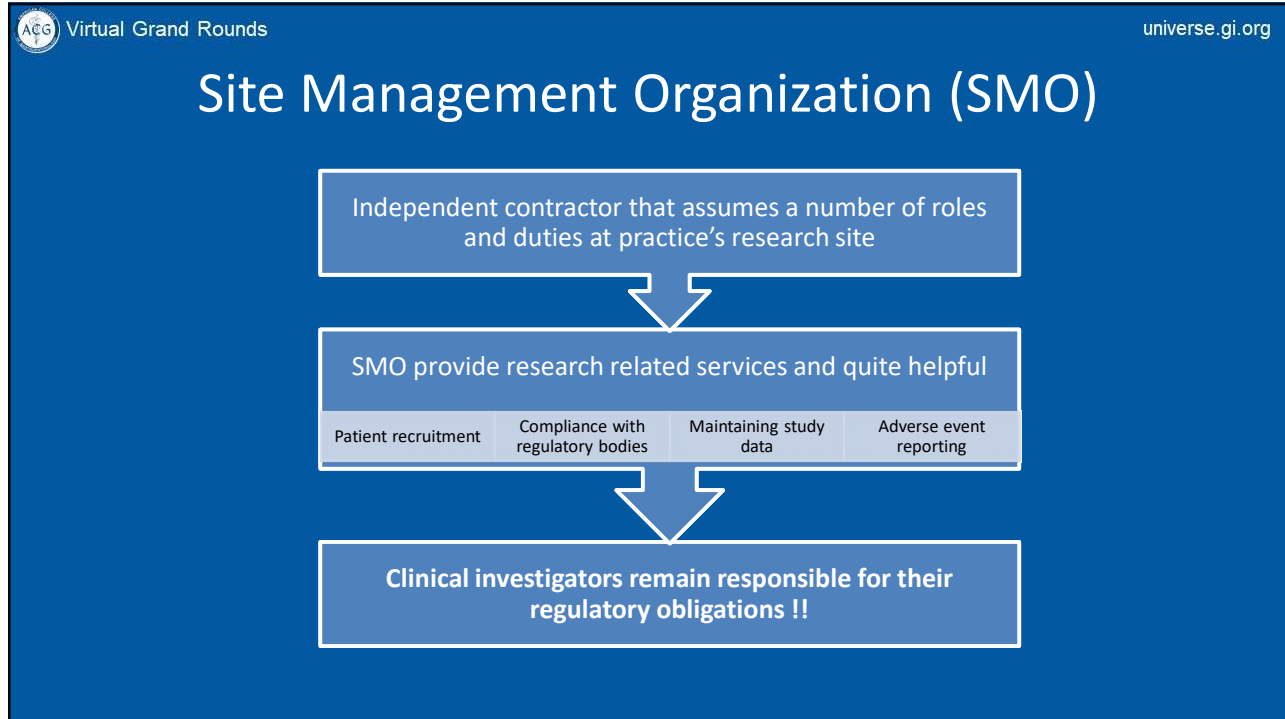 ACG
Virtual Grand Rounds
universe.gi.org
Site Management Organization (SMO)
Independent contractor that assumes a number of roles
and duties at practice's research site
SMO provide research related services and quite helpful
Patient recruitment
Compliance with
regulatory bodies
Maintaining study
data
Adverse event
reporting
Clinical investigators remain responsible for their
regulatory obligations !!